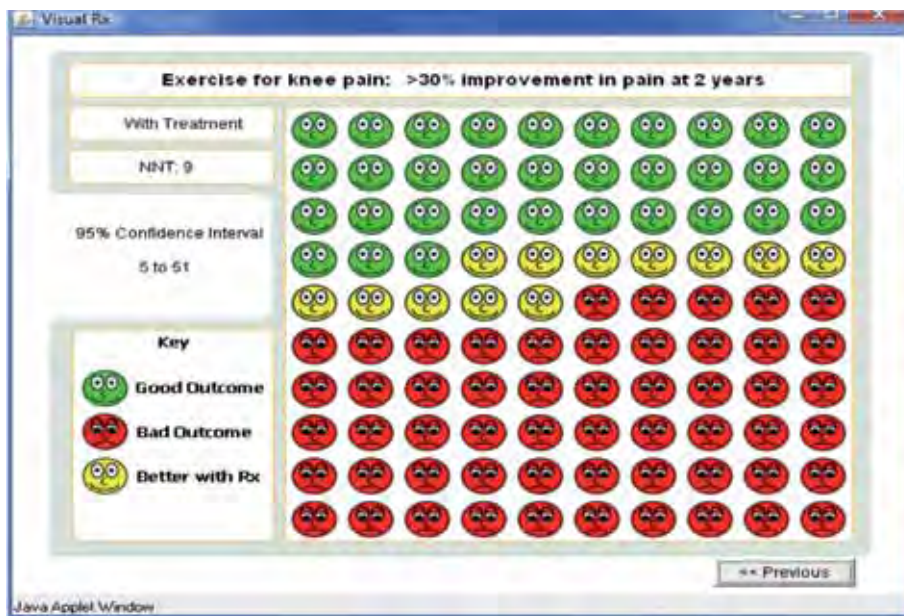 Visual Rx
Exercise for knee pain: >30% improvement in pain at 2 years
With Treatment
NNT: 9
95% Confidence Interval
5 to 51
Key
Good Outcome
Bad Outcome
Better with Rx
<< Previous
Java Applet Window